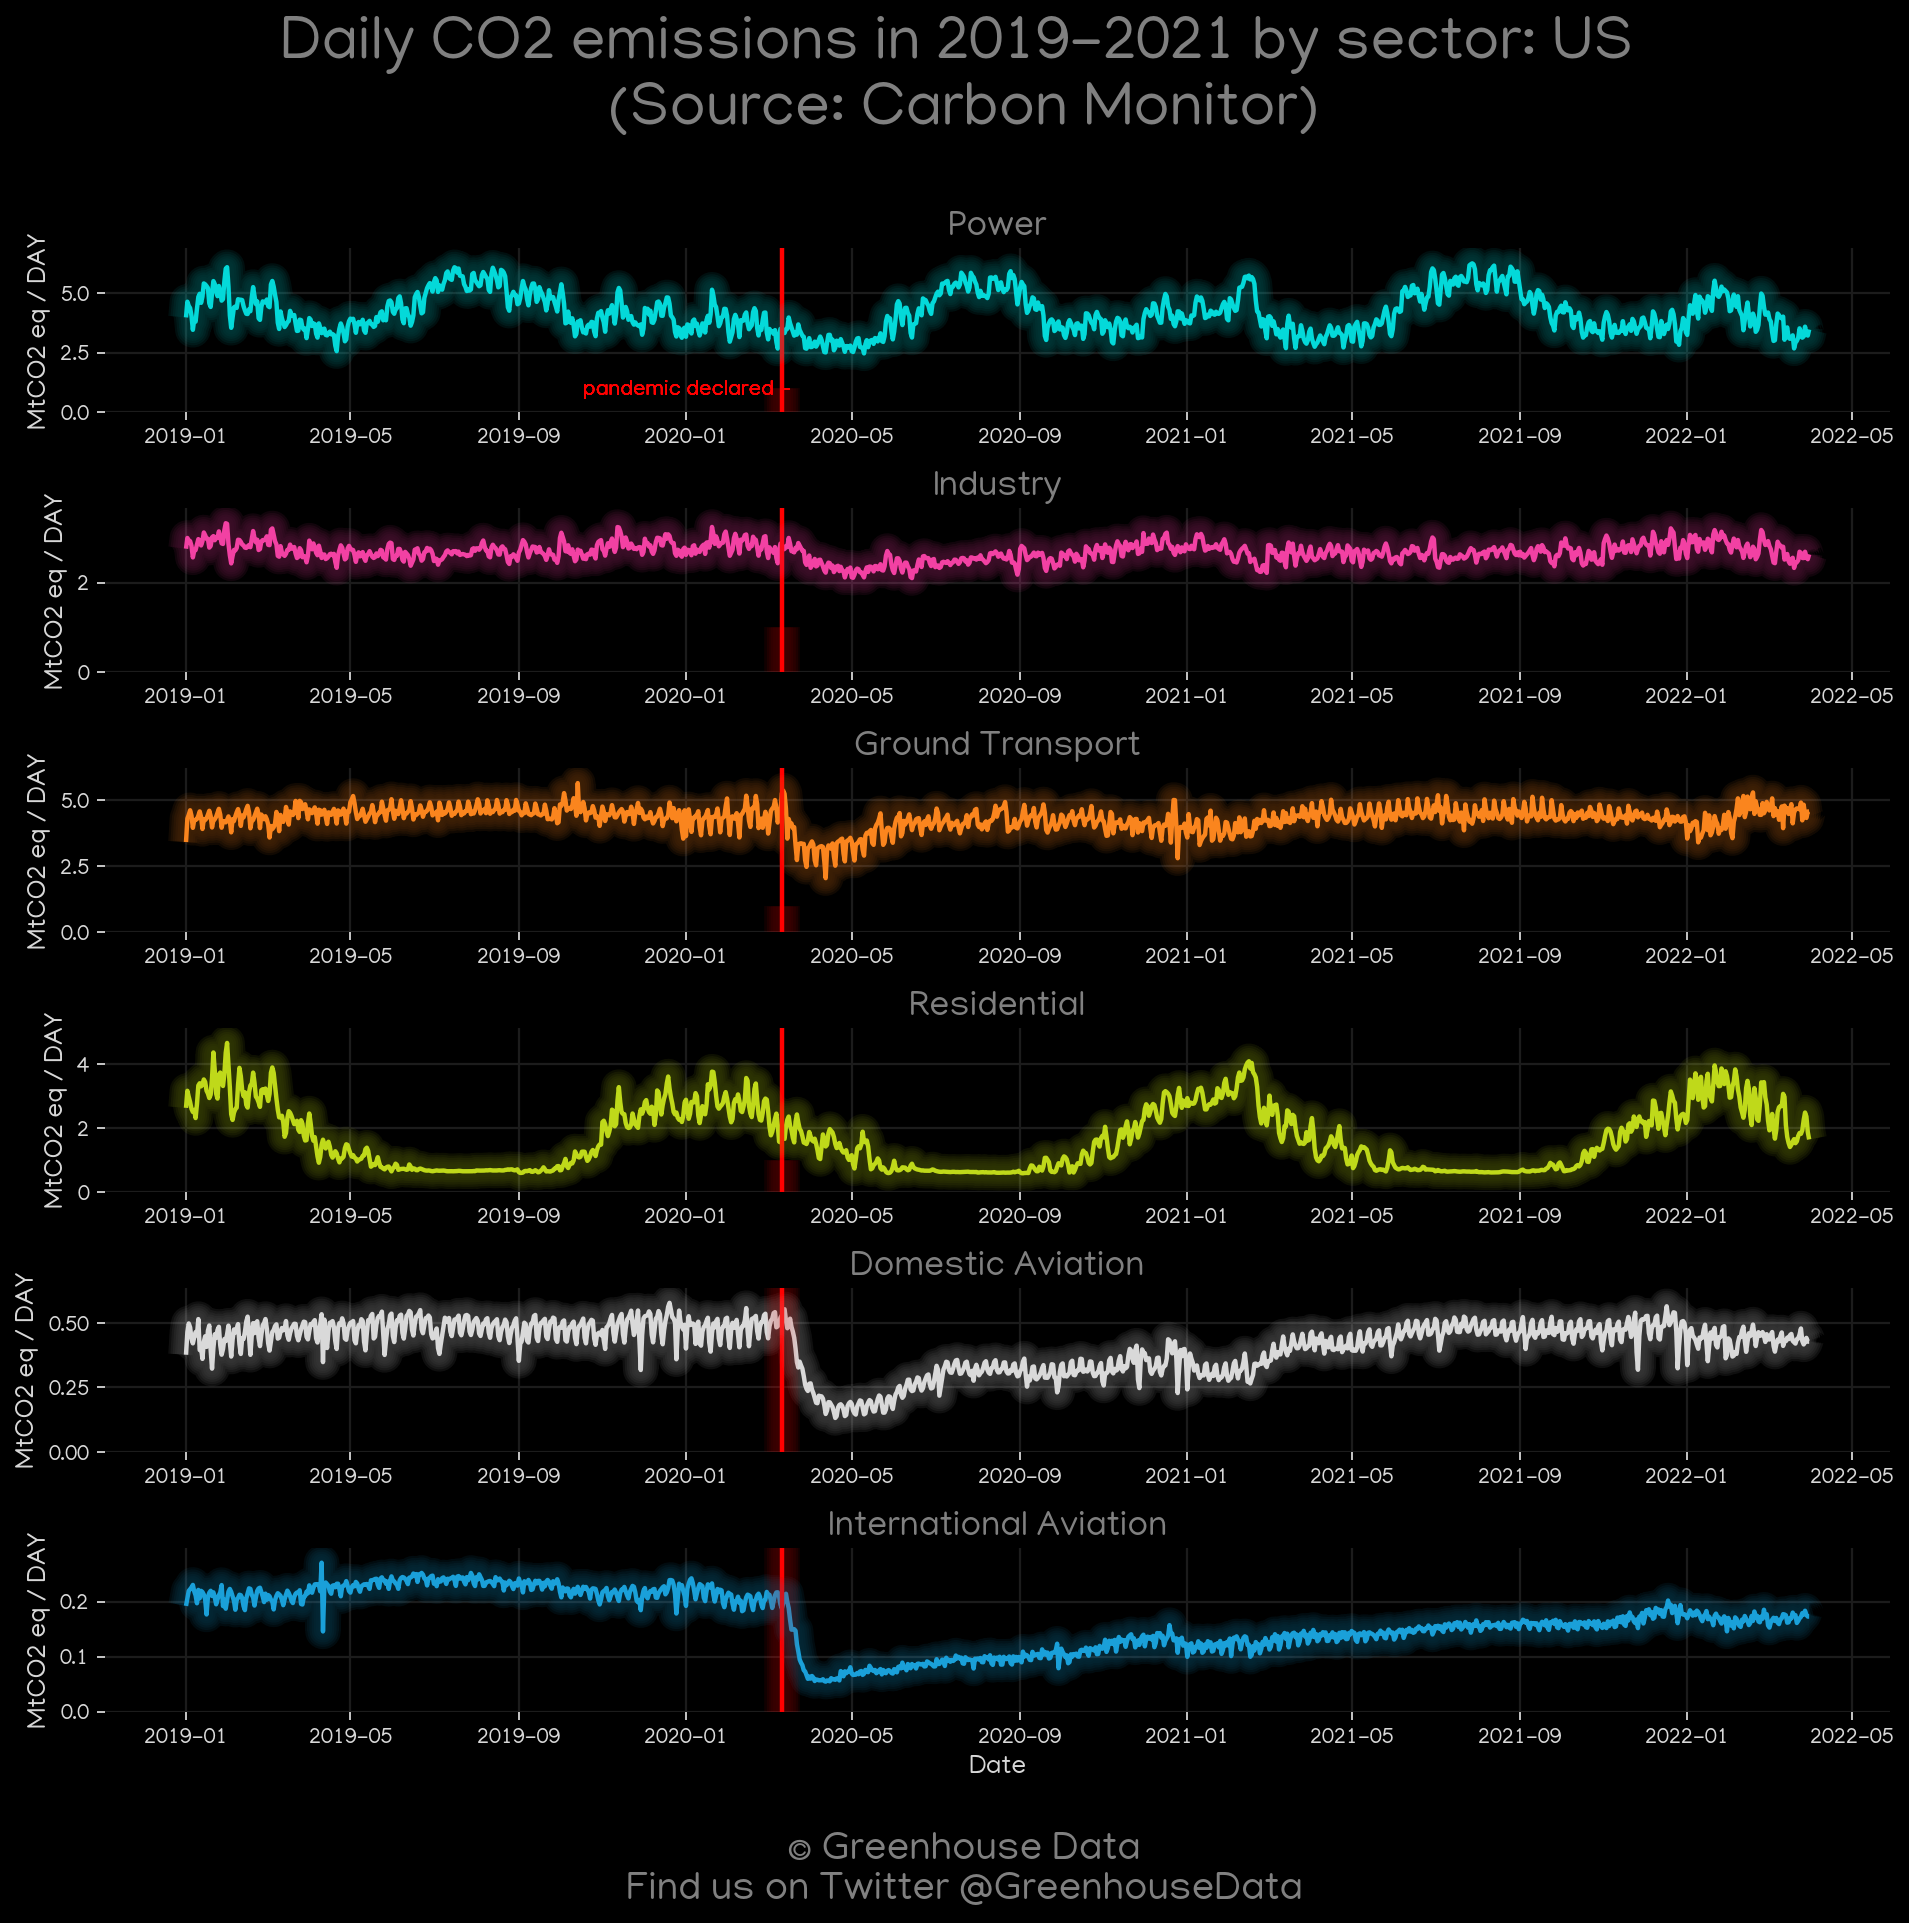 Daily CO2 emissions in 2019-2021 by sector: US
(Source: Carbon Monitor)
Power
MtCO2 eq / DAY
5.0
2.5
0.0
pandemic declared -
2019-01 2019-05 2019-09 2020-01 2020-05 2020-09 2021-01 2021-05 2021-09 2022-01 2022-05
Industry
MtCO2 eq / DAY
2
0
2019-01 2019-05 2019-09 2020-01 2020-05 2020-09 2021-01 2021-05 2021-09 2022-01 2022-05
Ground Transport
MtCO2 eq / DAY
5.0
2.5
0.0
2019-01 2019-05 2019-09 2020-01 2020-05 2020-09 2021-01 2021-05 2021-09 2022-01 2022-05
Residential
MtCO2 eq / DAY
4
2
0
2019-01 2019-05 2019-09 2020-01 2020-05 2020-09 2021-01 2021-05 2021-09 2022-01 2022-05
Domestic Aviation
MtCO2 eq / DAY
0.50
0.25
0.00
2019-01 2019-05 2019-09 2020-01 2020-05 2020-09 2021-01 2021-05 2021-09 2022-01 2022-05
International Aviation
MtCO2 eq / DAY
0.2
0.1
0.0
2019-01 2019-05 2019-09 2020-01 2020-05 2020-09 2021-01 2021-05 2021-09 2022-01 2022-05
Date
© Greenhouse Data
Find us on Twitter @GreenhouseData